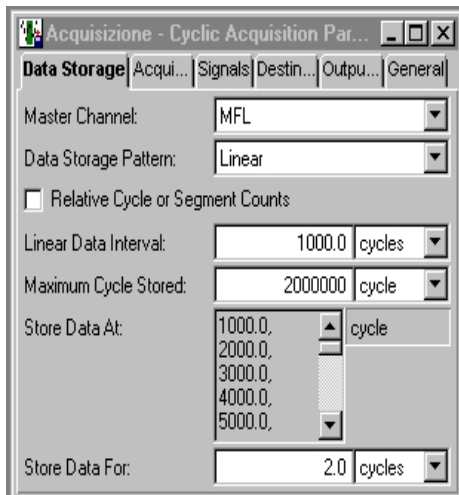 Acquisizione - Cyclic Acquisition Par...
Data Storage Acqui... Signals Destin... Outpu... General
Master Channel: MFL
Data Storage Pattern: Linear
Relative Cycle or Segment Counts
Linear Data Interval: 1000.0 cycles
Maximum Cycle Stored: 2000000 cycle
Store Data At: 1000.0, cycle
2000.0,
3000.0,
4000.0,
5000.0,
Store Data For: 2.0 cycles